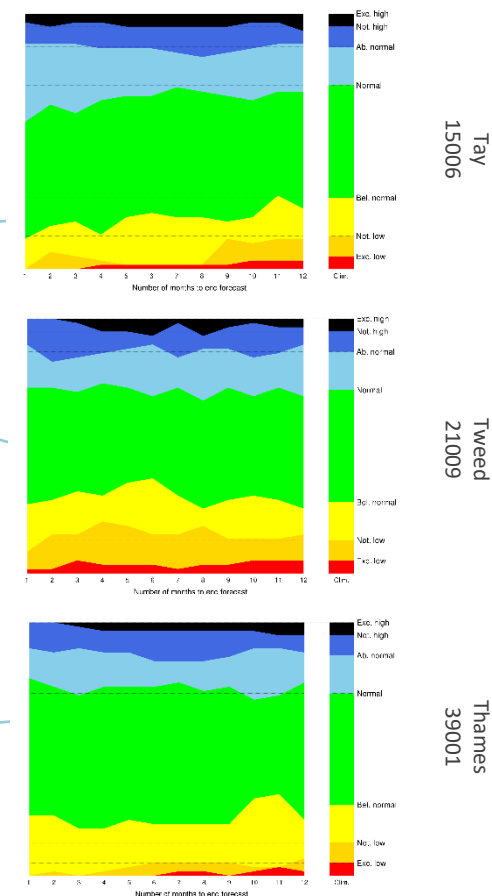 Exc. high
Not. high
Ab. normal
Normal
Bel. normal
Not. low
Exc. low
1 2 3 4 5 6 7 8 9 10 11 12 Clim.
Number of months to end forecast
Tay
15006
Exc. high
Not. high
Ab. normal
Normal
Bel. normal
Not. low
Exc. low
1 2 3 4 5 6 7 8 9 10 11 12 Clim.
Number of months to end forecast
Tweed
21009
Exc. high
Not. high
Ab. normal
Normal
Bel. normal
Not. low
Exc. low
1 2 3 4 5 6 7 8 9 10 11 12 Clim.
Number of months to end forecast
Thames
39001